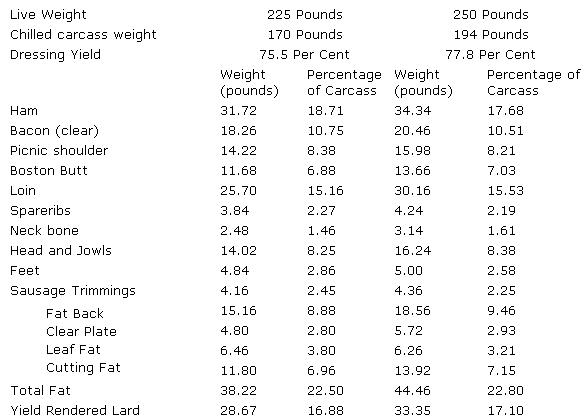 Live Weight 225 Pounds 250 Pounds
Chilled carcass weight 170 Pounds 194 Pounds
Dressing Yield 75.5 Per Cent 77.8 Per Cent
Weight Percentage Weight Percentage of
(pounds) of Carcass (pounds) Carcass
Ham 31.72 18.71 34.34 17.68
Bacon (clear) 18.26 10.75 20.46 10.51
Picnic shoulder 14.22 8.38 15.98 8.21
Boston Butt 11.68 6.88 13.66 7.03
Loin 25.70 15.16 30.16 15.53
Spareribs 3.84 2.27 4.24 2.19
Neck bone 2.48 1.46 3.14 1.61
Head and Jowls 14.02 8.25 16.24 8.38
Feet 4.84 2.86 5.00 2.58
Sausage Trimmings 4.16 2.45 4.36 2.25
Fat Back 15.16 8.88 18.56 9.46
Clear Plate 4.80 2.80 5.72 2.93
Leaf Fat 6.46 3.80 6.26 3.21
Cutting Fat 11.80 6.96 13.92 7.15
Total Fat 38.22 22.50 44.46 22.80
Yield Rendered Lard 28.67 16.88 33.35 17.10